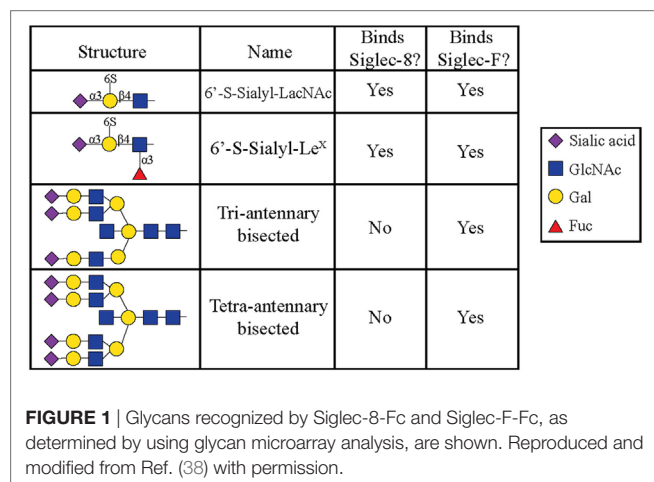 Structure
Name
Binds
Siglec-8?
Binds
Siglec-F?
6S
α3
β4
6'-S-Sialyl-LacNAc
Yes
Yes
6S
α3
β4
α3
6'-S-Sialyl-Leˣ
Yes
Yes
Tri-antennary
bisected
No
Yes
Tetra-antennary
bisected
No
Yes
Sialic acid
GlcNAc
Gal
Fuc
FIGURE 1 | Glycans recognized by Siglec-8-Fc and Siglec-F-Fc, as
determined by using glycan microarray analysis, are shown. Reproduced and
modified from Ref. (38) with permission.